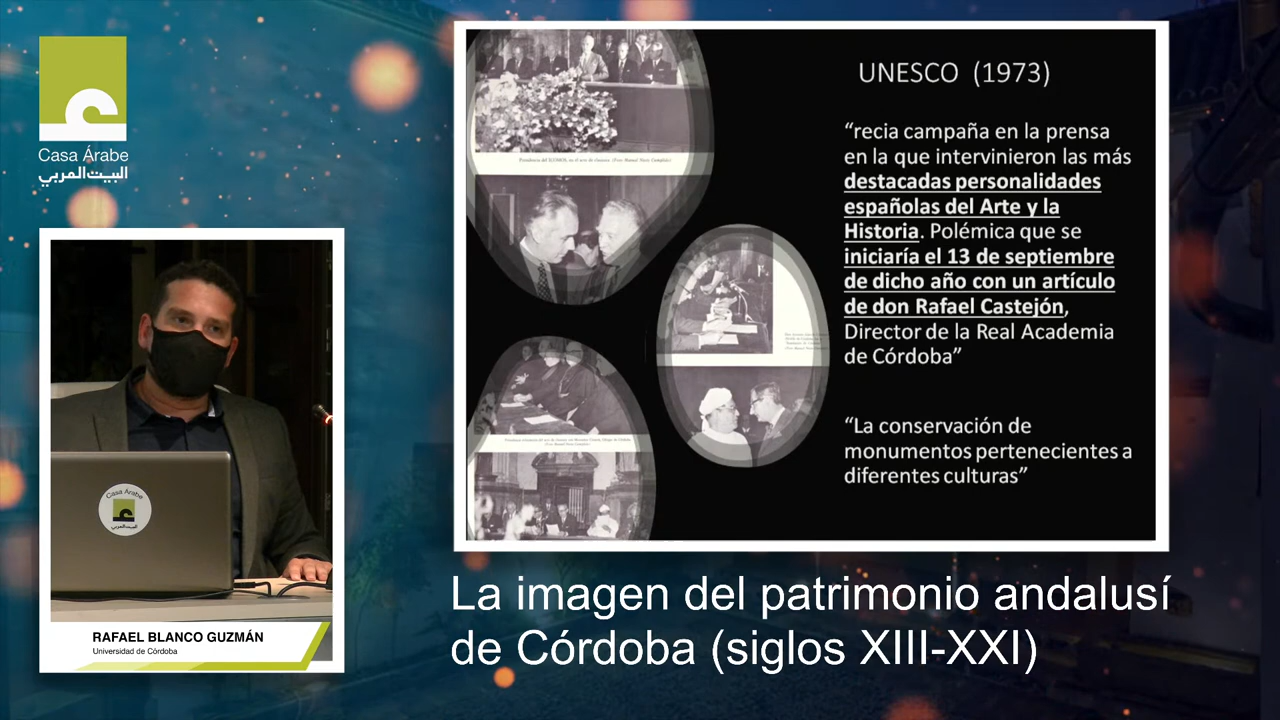 Casa Árabe
البيت العربي
UNESCO (1973)
“recia campaña en la prensa
en la que intervinieron las más
destacadas personalidades
españolas del Arte y la
Historia. Polémica que se
iniciaría el 13 de septiembre
de dicho año con un artículo
de don Rafael Castejón,
Director de la Real Academia
de Córdoba”
“La conservación de
monumentos pertenecientes a
diferentes culturas”
Casa Árabe
RAFAEL BLANCO GUZMÁN
Universidad de Córdoba
La imagen del patrimonio andalusí
de Córdoba (siglos XIII-XXI)